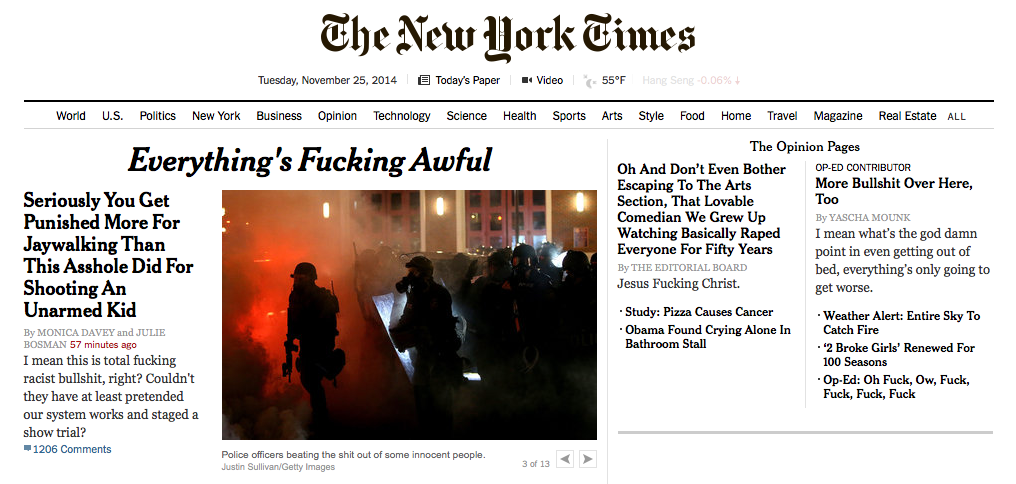 The New York Times
Tuesday, November 25, 2014 Today's Paper Video 55°F Hang Seng -0.06% ↓
World U.S. Politics New York Business Opinion Technology Science Health Sports Arts Style Food Home Travel Magazine Real Estate ALL
Everything's Fucking Awful
Seriously You Get
Punished More For
Jaywalking Than
This Asshole Did For
Shooting An
Unarmed Kid
By MONICA DAVEY and JULIE
BOSMAN 57 minutes ago
I mean this is total fucking
racist bullshit, right? Couldn't
they have at least pretended
our system works and staged a
show trial?
1206 Comments
Police officers beating the shit out of some innocent people.
Justin Sullivan/Getty Images
3 of 13
The Opinion Pages
Oh And Don't Even Bother
Escaping To The Arts
Section, That Lovable
Comedian We Grew Up
Watching Basically Raped
Everyone For Fifty Years
By THE EDITORIAL BOARD
Jesus Fucking Christ.
· Study: Pizza Causes Cancer
· Obama Found Crying Alone In
Bathroom Stall
OP-ED CONTRIBUTOR
More Bullshit Over Here,
Too
By YASCHA MOUNK
I mean what's the god damn
point in even getting out of
bed, everything's only going to
get worse.
· Weather Alert: Entire Sky To
Catch Fire
· '2 Broke Girls' Renewed For
100 Seasons
· Op-Ed: Oh Fuck, Ow, Fuck,
Fuck, Fuck, Fuck